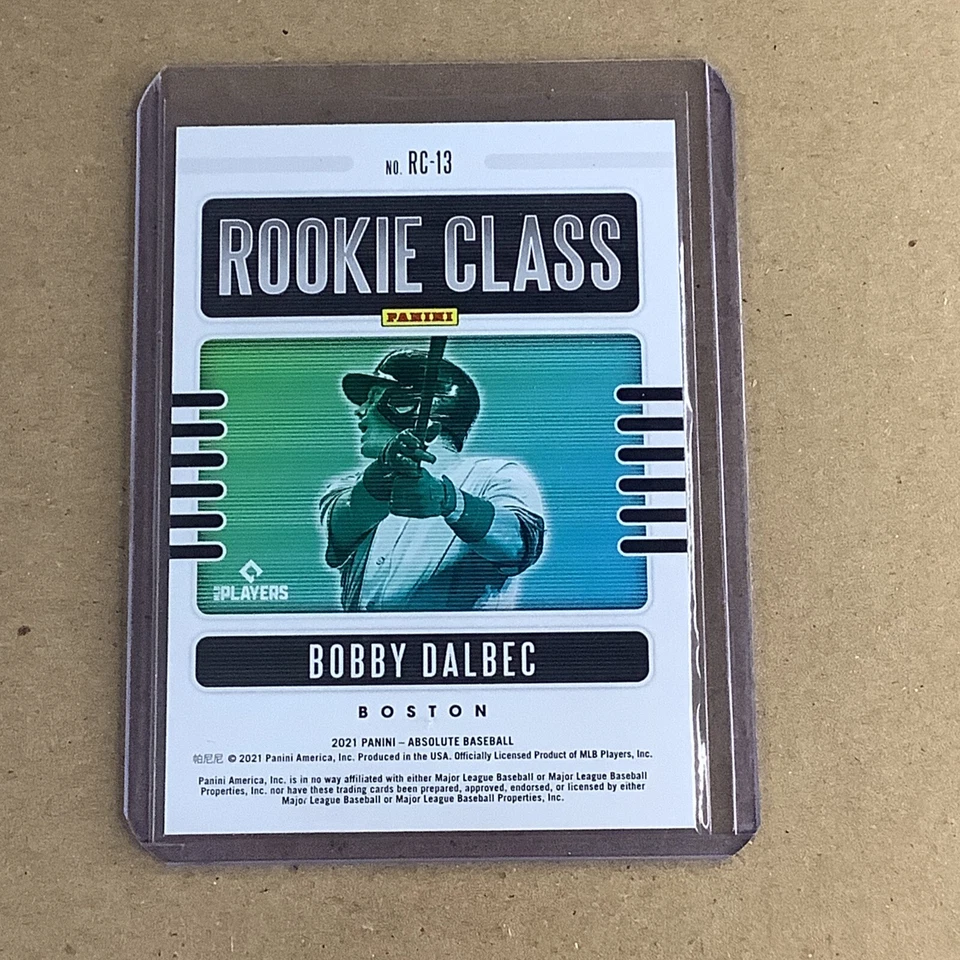 NO. RC-13
ROOKIE CLASS
PANINI
PLAYERS
BOBBY DALBEC
BOSTON
2021 PANINI – ABSOLUTE BASEBALL
帕尼尼 © 2021 Panini America, Inc. Produced in the USA. Officially Licensed Product of MLB Players, Inc.
Panini America, Inc. is in no way affiliated with either Major League Baseball or Major League Baseball
Properties, Inc. nor have these trading cards been prepared, approved, endorsed, or licensed by either
Major League Baseball or Major League Baseball Properties, Inc.